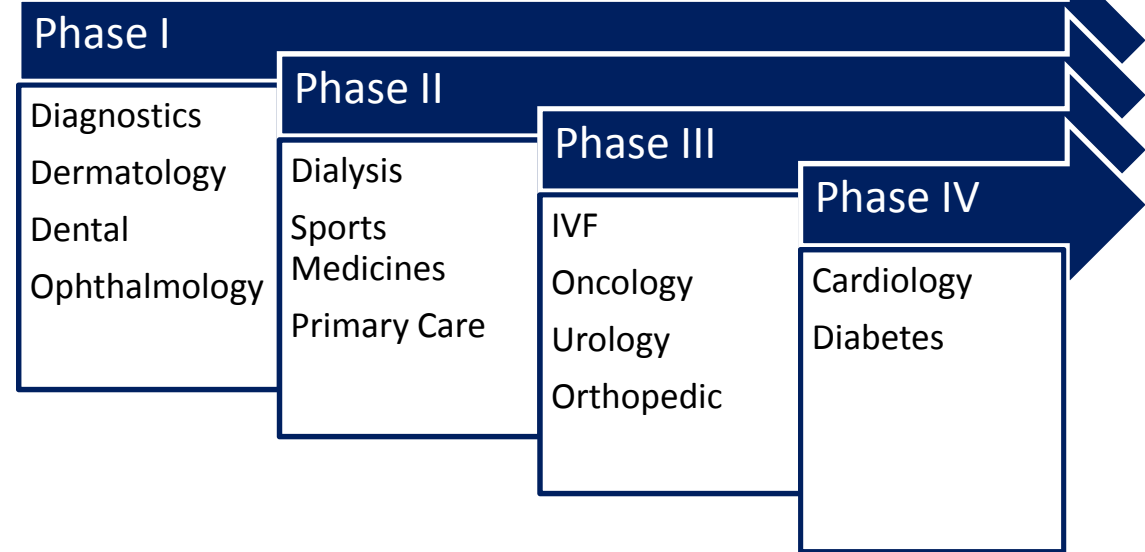 Phase I
Diagnostics
Dermatology
Dental
Ophthalmology
Phase II
Dialysis
Sports
Medicines
Primary Care
Phase III
IVF
Oncology
Urology
Orthopedic
Phase IV
Cardiology
Diabetes